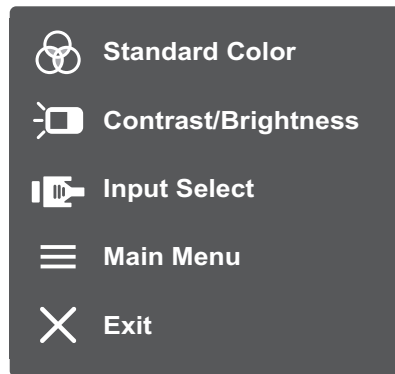 Standard Color
Contrast/Brightness
Input Select
Main Menu
Exit